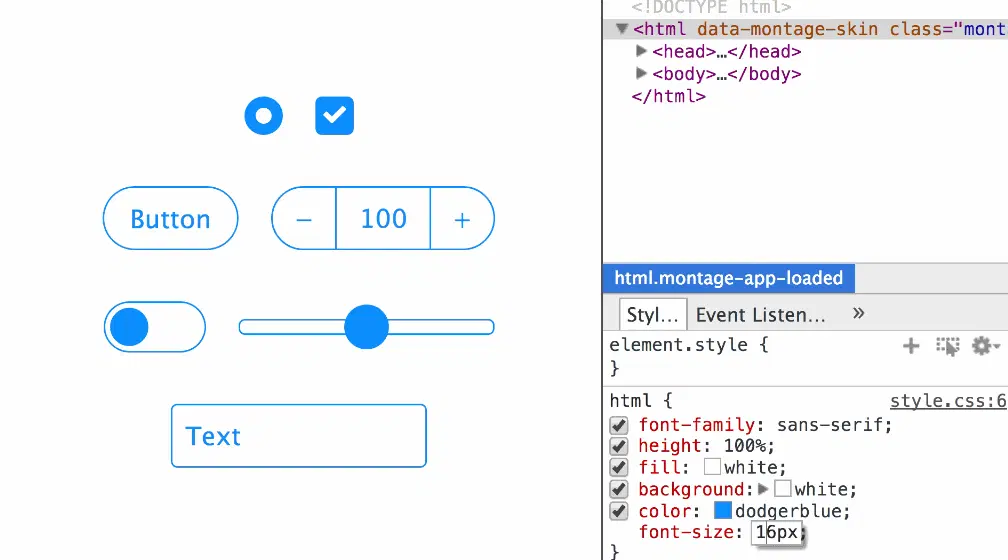 Button
− 100 +
Text
<!DOCTYPE html>
▼<html data-montage-skin class="mont
▶<head>…</head>
▶<body>…</body>
</html>
html.montage-app-loaded
Styl… Event Listen… »
element.style { +
}
html { style.css:6
font-family: sans-serif;
height: 100%;
fill: white;
background:▶ white;
color: dodgerblue;
font-size: 16px;
}